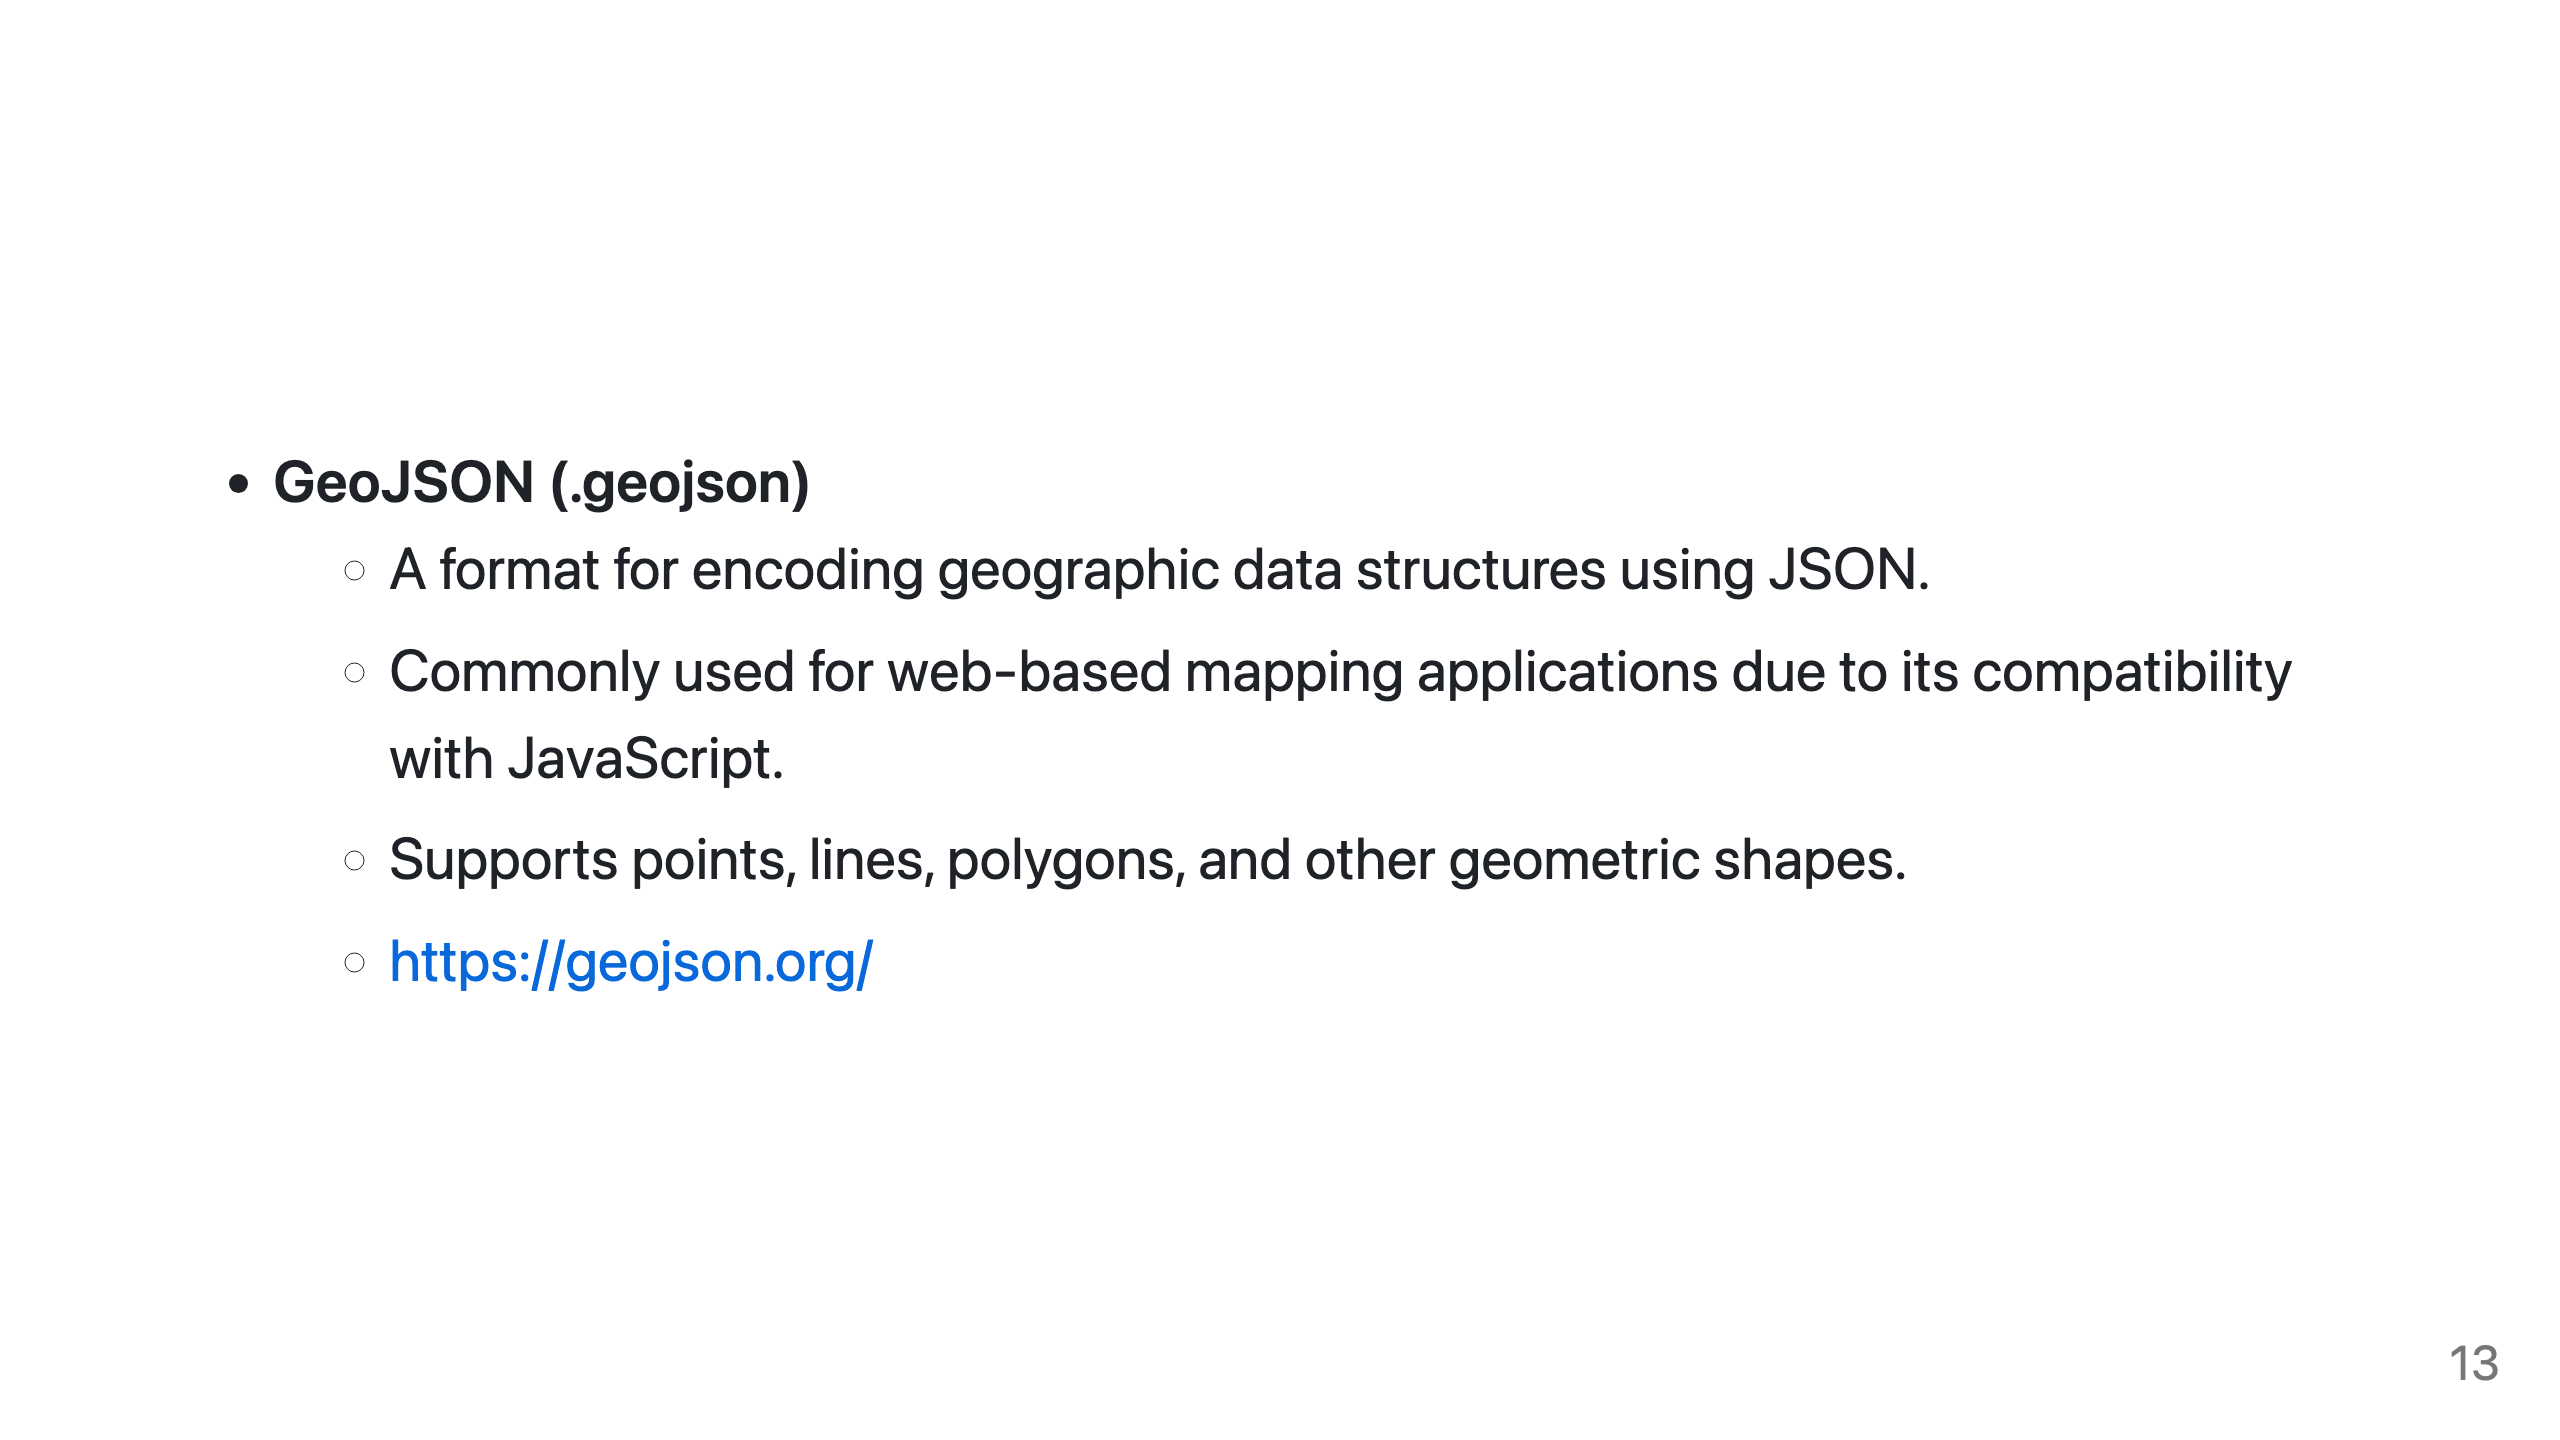 • GeoJSON (.geojson)
○ A format for encoding geographic data structures using JSON.
○ Commonly used for web-based mapping applications due to its compatibility
with JavaScript.
○ Supports points, lines, polygons, and other geometric shapes.
○ https://geojson.org/
13